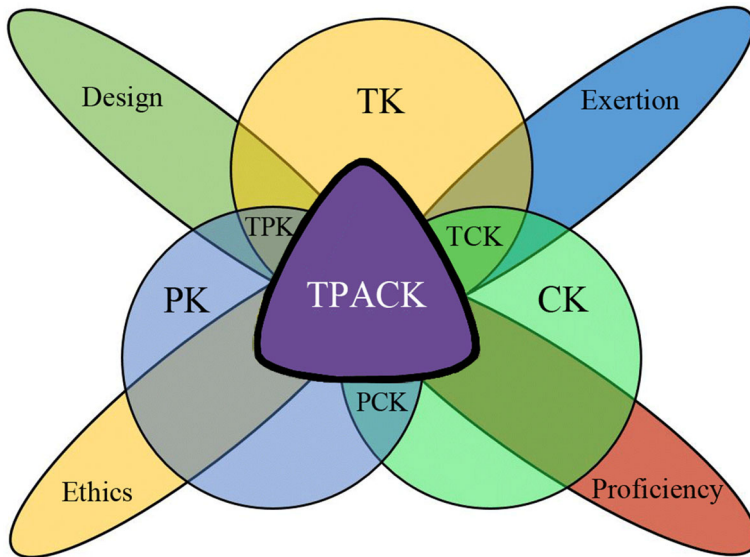 Design
TK
Exertion
TPK
TCK
PK
TPACK
CK
PCK
Ethics
Proficiency